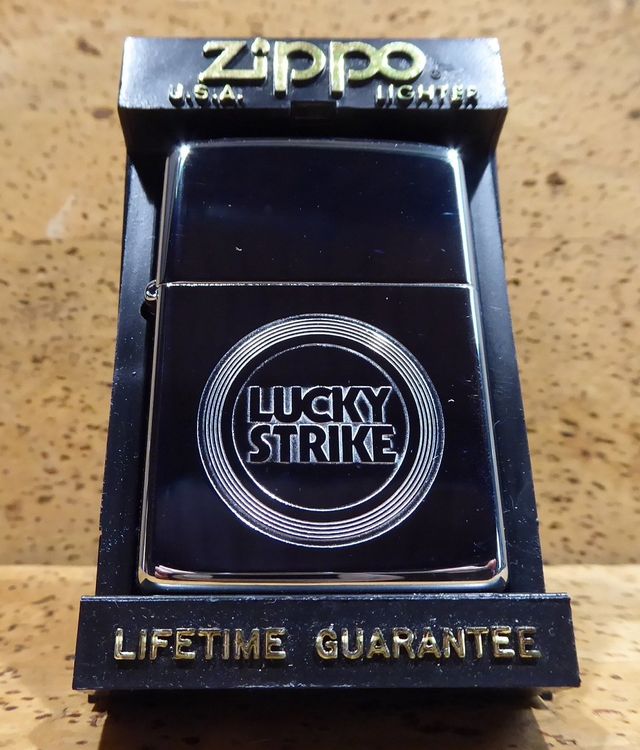 zippo
U.S.A. LIGHTER
LUCKY
STRIKE
LIFETIME GUARANTEE